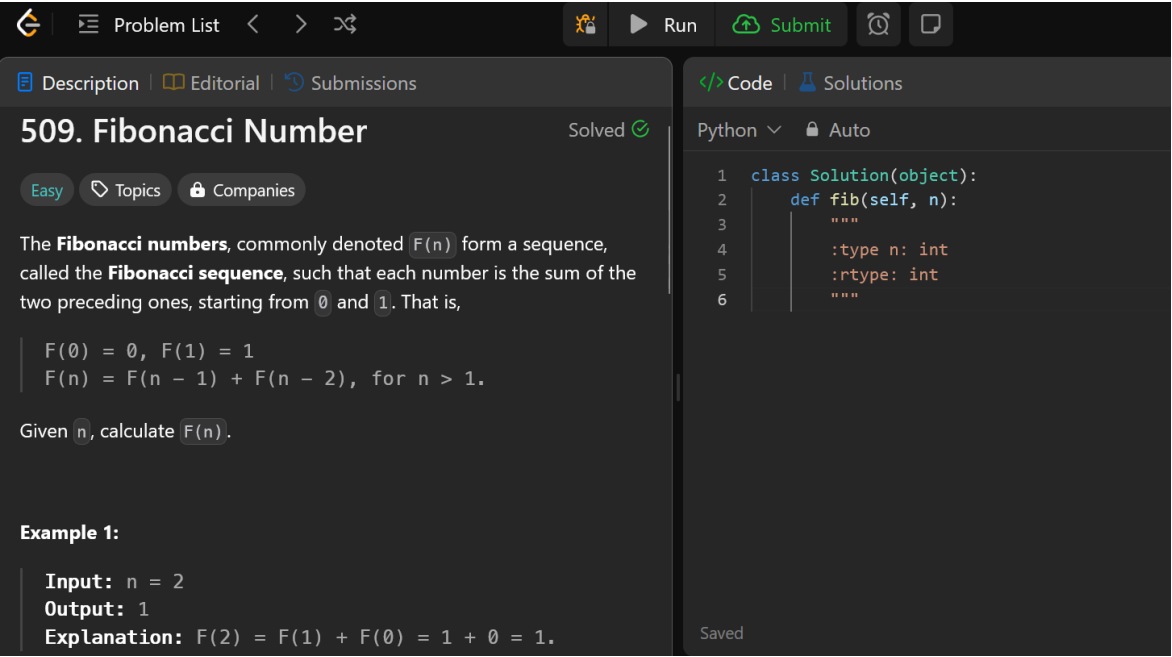 Problem List
Run
Submit
Description
Editorial
Submissions
509. Fibonacci Number
Solved
Easy
Topics
Companies
The Fibonacci numbers, commonly denoted F(n) form a sequence,
called the Fibonacci sequence, such that each number is the sum of the
two preceding ones, starting from 0 and 1. That is,
F(0) = 0, F(1) = 1
F(n) = F(n − 1) + F(n − 2), for n > 1.
Given n, calculate F(n).
Example 1:
Input: n = 2
Output: 1
Explanation: F(2) = F(1) + F(0) = 1 + 0 = 1.
</> Code
Solutions
Python
Auto
1 class Solution(object):
2 def fib(self, n):
3 """
4 :type n: int
5 :rtype: int
6 """
Saved